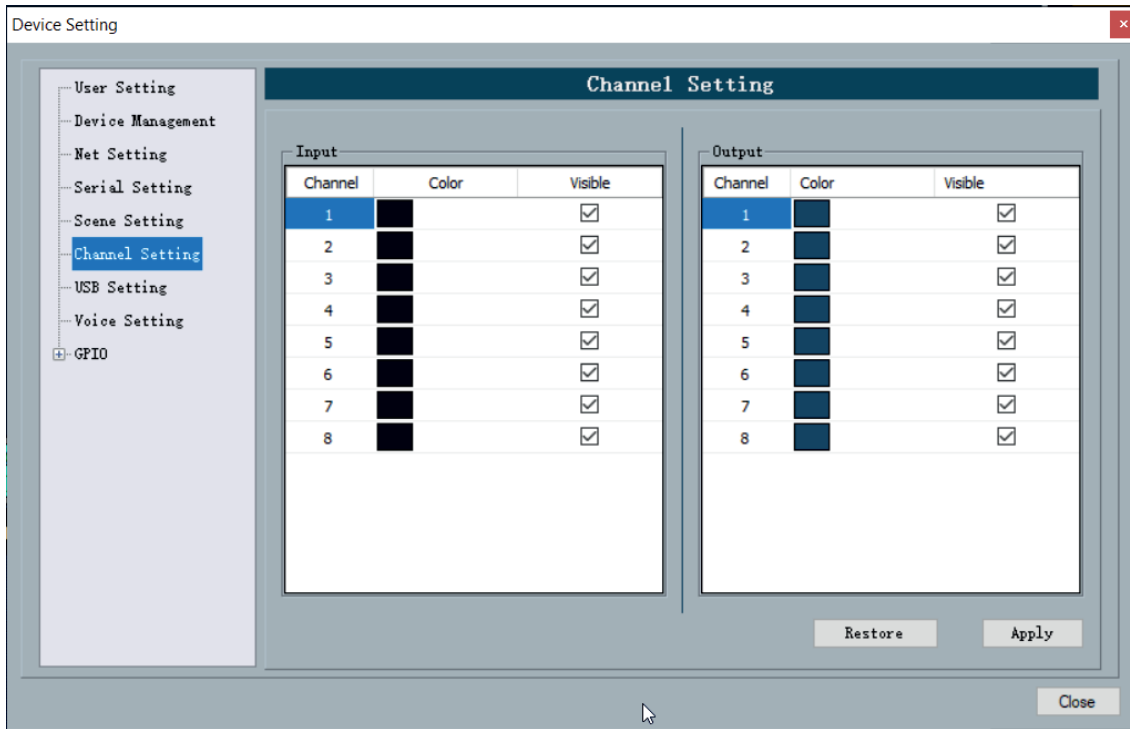 Device Setting
User Setting
Device Management
Net Setting
Serial Setting
Scene Setting
Channel Setting
USB Setting
Voice Setting
GPIO
Channel Setting
Input
Channel Color Visible
1
2
3
4
5
6
7
8
Output
Channel Color Visible
1
2
3
4
5
6
7
8
Restore Apply
Close